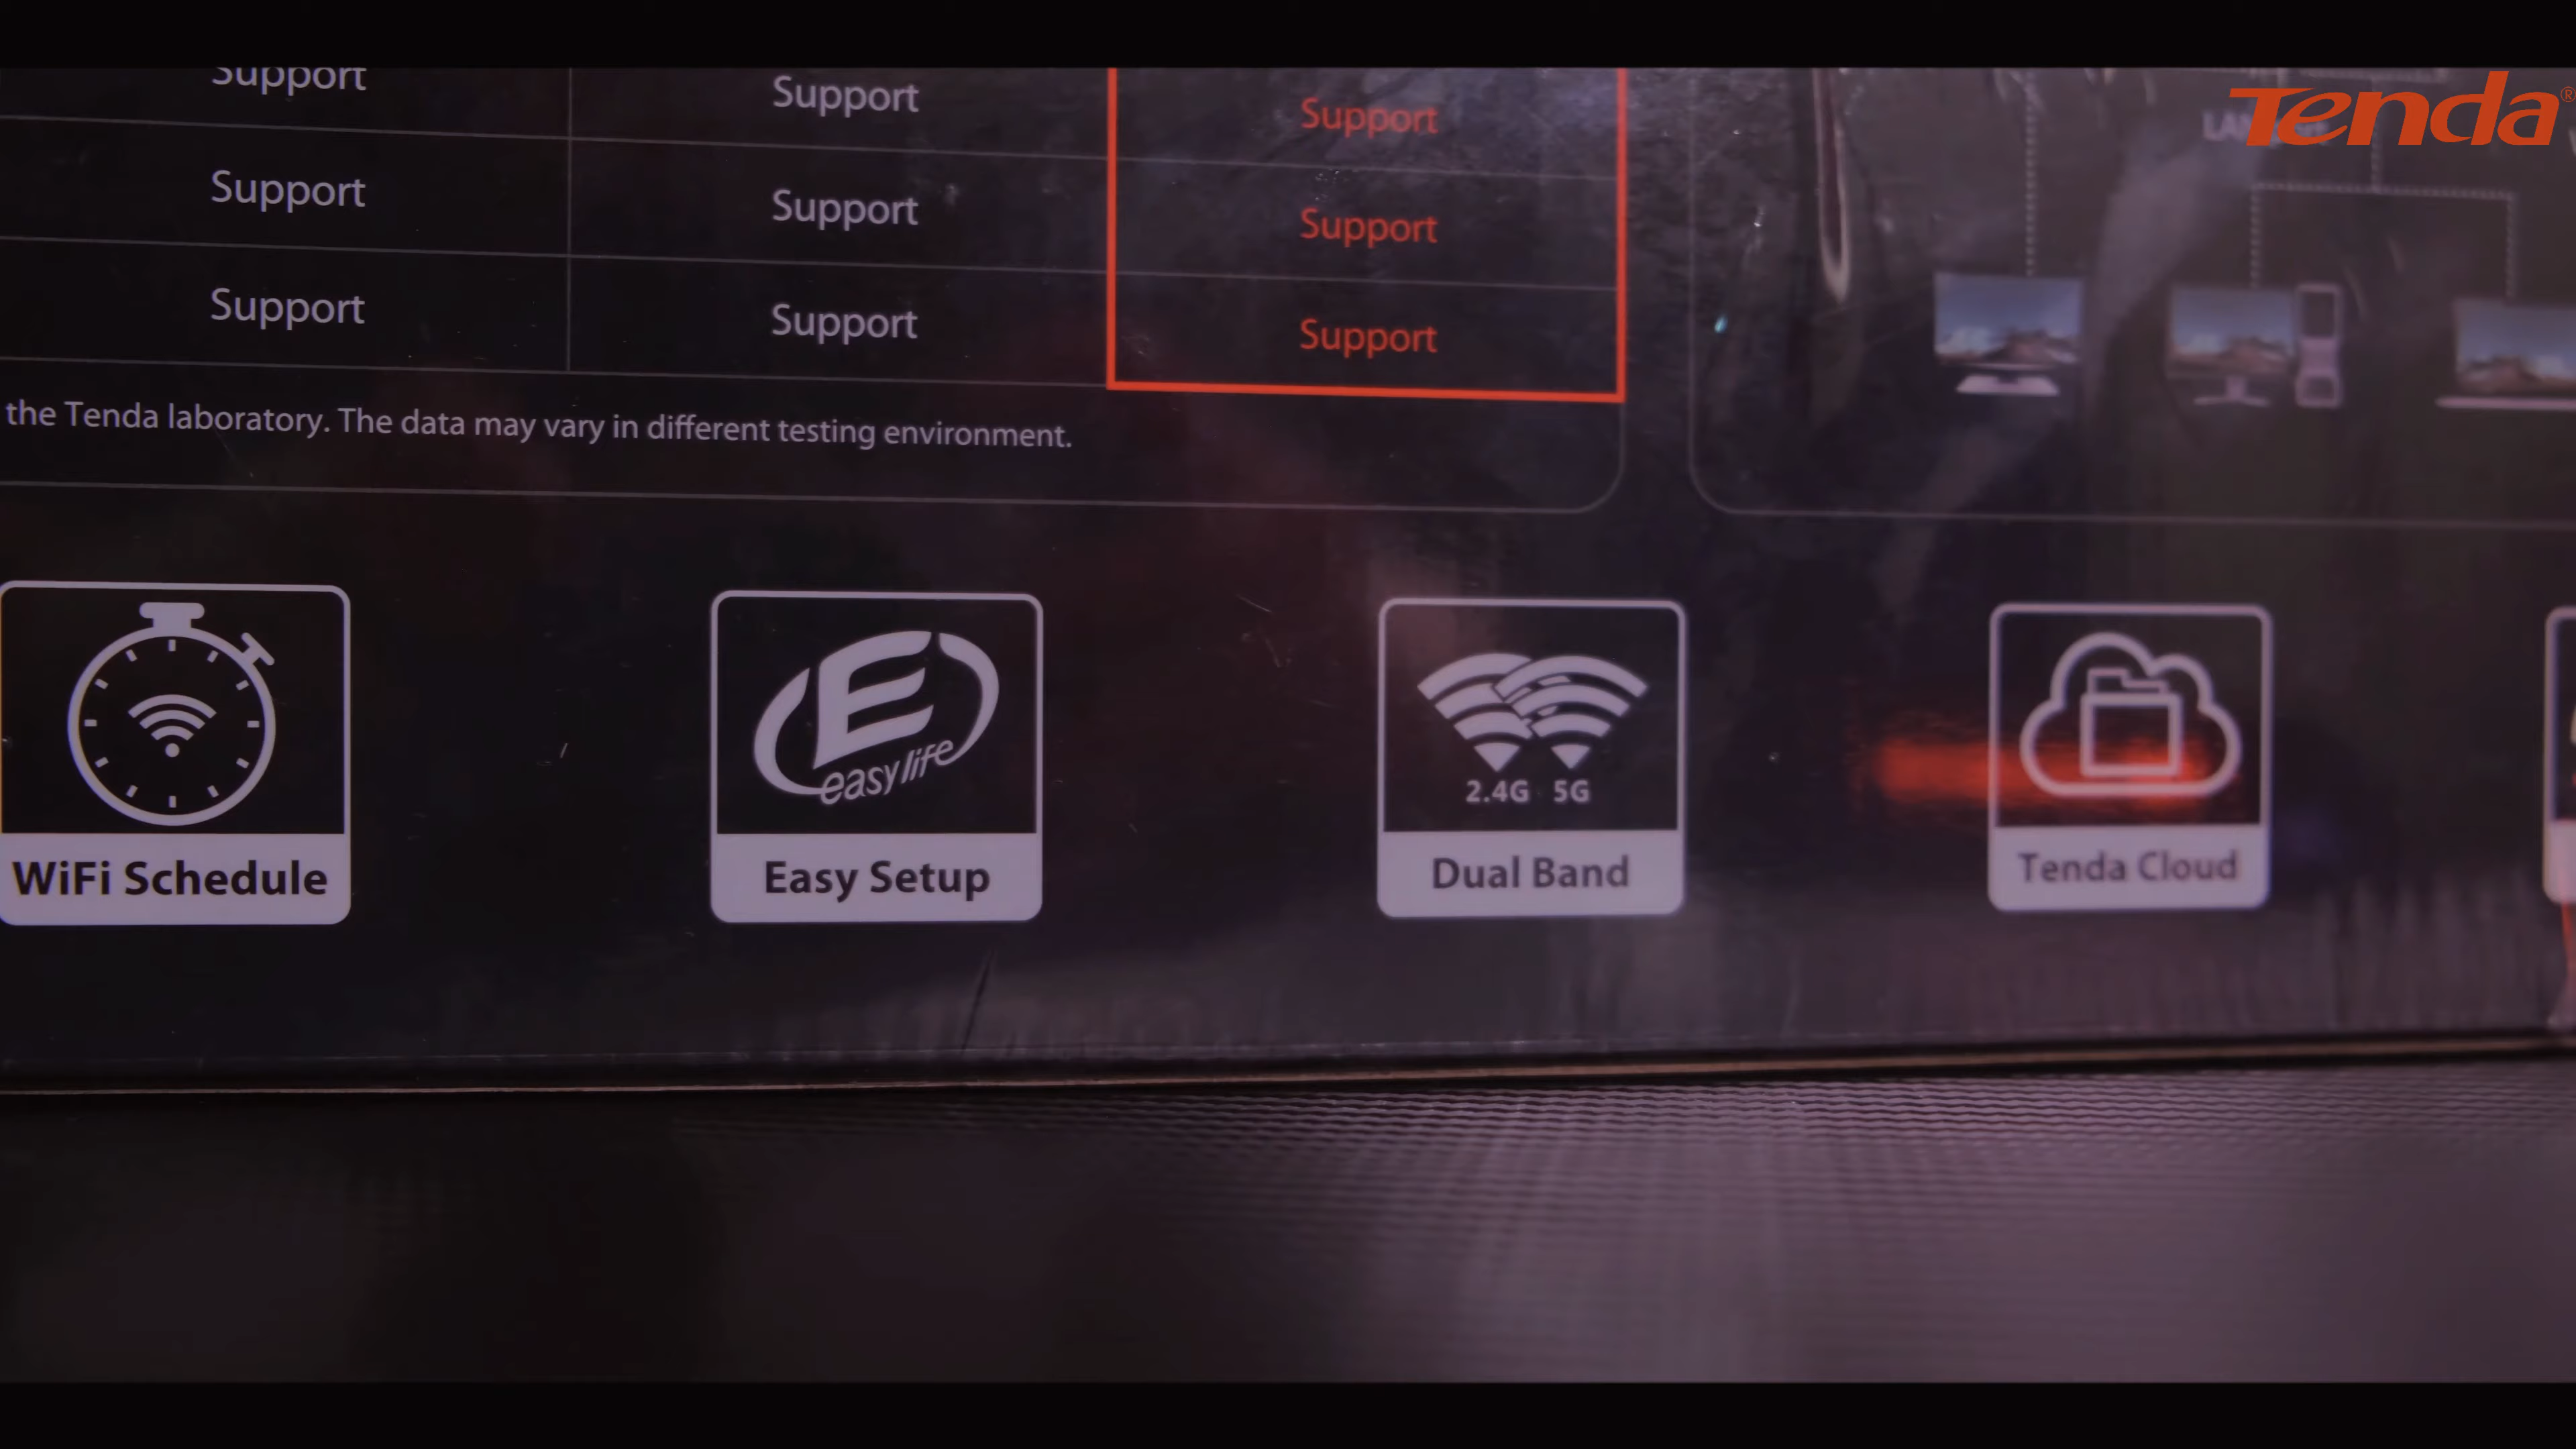 Support Support Support
Tenda®
Support Support Support
Support Support Support
the Tenda laboratory. The data may vary in different testing environment.
easy life
2.4G 5G
WiFi Schedule
Easy Setup
Dual Band
Tenda Cloud